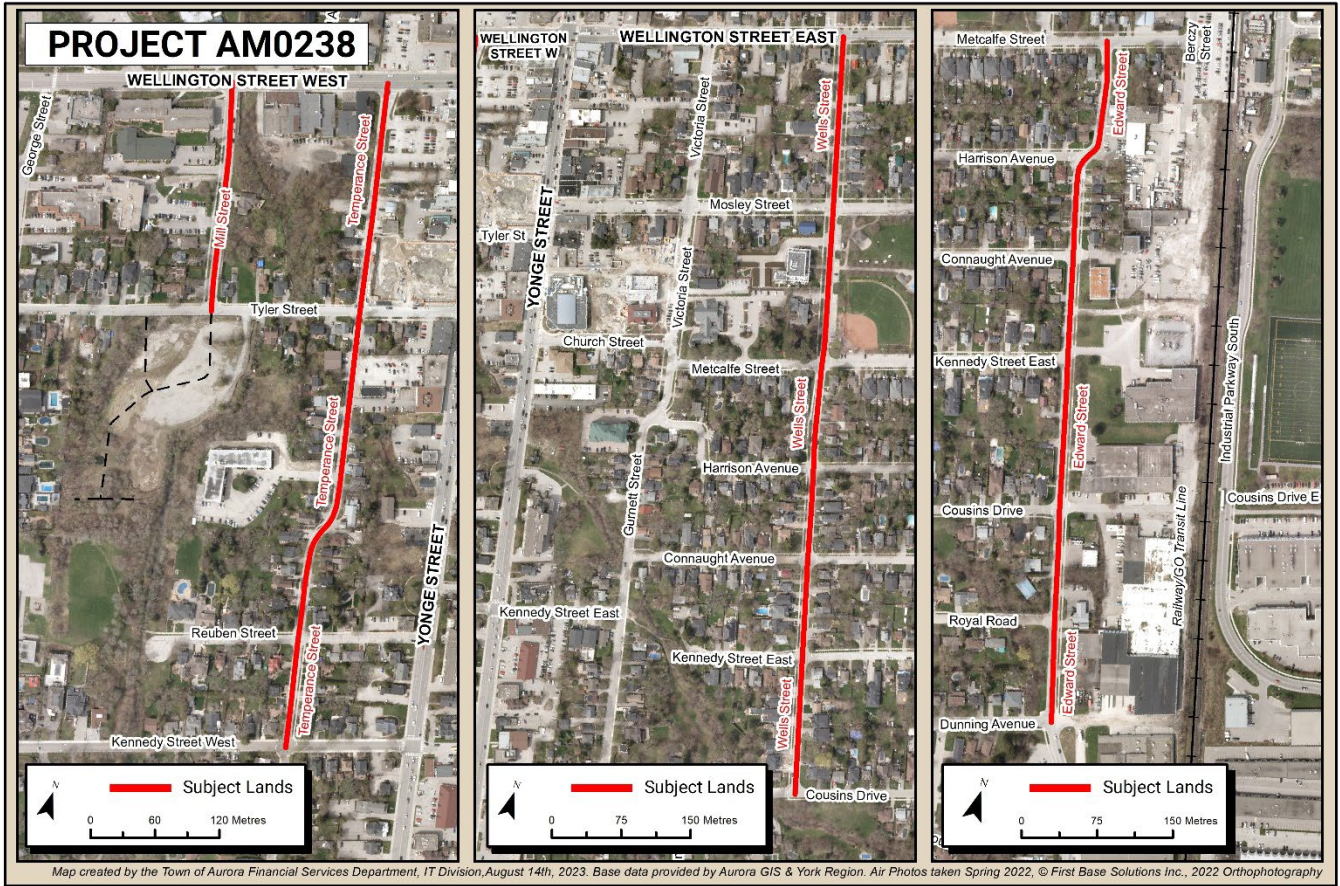 PROJECT AM0238
WELLINGTON STREET WEST
George Street
Mill Street
Temperance Street
Tyler Street
Temperance Street
YONGE STREET
Reuben Street
Temperance Street
Kennedy Street West
N
Subject Lands
0 60 120 Metres
WELLINGTON
STREET W
WELLINGTON STREET EAST
Victoria Street
Wells Street
Mosley Street
Tyler St
YONGE STREET
Victoria Street
Church Street
Metcalfe Street
Wells Street
Gurnett Street
Harrison Avenue
Connaught Avenue
Kennedy Street East
Kennedy Street East
Wells Street
Cousins Drive
N
Subject Lands
0 75 150 Metres
Metcalfe Street
Berczy
Street
Edward Street
Harrison Avenue
Connaught Avenue
Kennedy Street East
Industrial Parkway South
Edward Street
Cousins Drive
Cousins Drive E
Railway/GO Transit Line
Royal Road
Edward Street
Dunning Avenue
N
Subject Lands
0 75 150 Metres
Map created by the Town of Aurora Financial Services Department, IT Division,August 14th, 2023. Base data provided by Aurora GIS & York Region. Air Photos taken Spring 2022, © First Base Solutions Inc., 2022 Orthophotography